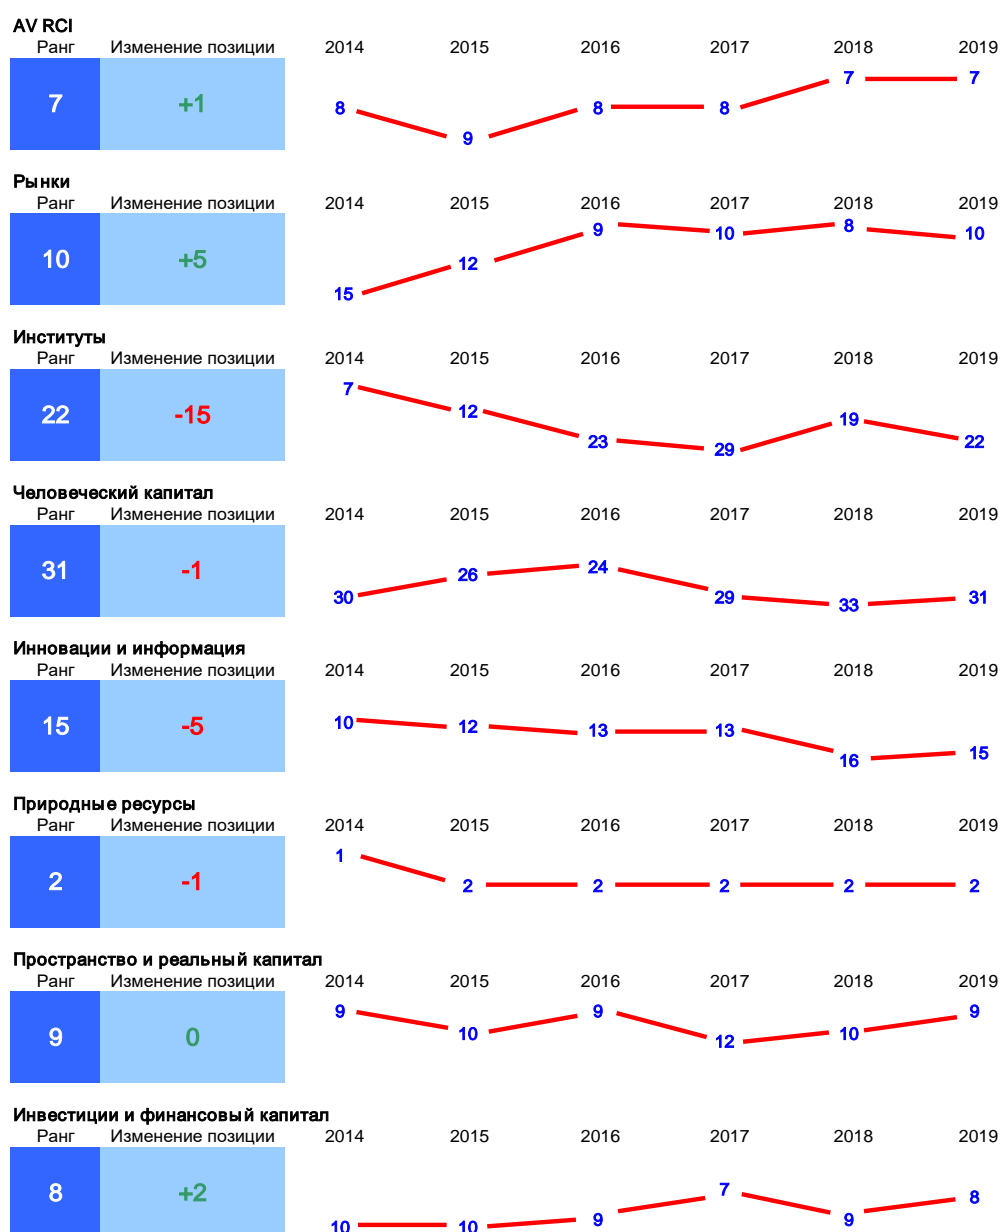 AV RCI
Ранг Изменение позиции 2014 2015 2016 2017 2018 2019
7 +1 8 9 8 8 7 7
Рынки
Ранг Изменение позиции 2014 2015 2016 2017 2018 2019
10 +5 15 12 9 10 8 10
Институты
Ранг Изменение позиции 2014 2015 2016 2017 2018 2019
22 -15 7 12 23 29 19 22
Человеческий капитал
Ранг Изменение позиции 2014 2015 2016 2017 2018 2019
31 -1 30 26 24 29 33 31
Инновации и информация
Ранг Изменение позиции 2014 2015 2016 2017 2018 2019
15 -5 10 12 13 13 16 15
Природные ресурсы
Ранг Изменение позиции 2014 2015 2016 2017 2018 2019
2 -1 1 2 2 2 2 2
Пространство и реальный капитал
Ранг Изменение позиции 2014 2015 2016 2017 2018 2019
9 0 9 10 9 12 10 9
Инвестиции и финансовый капитал
Ранг Изменение позиции 2014 2015 2016 2017 2018 2019
8 +2 10 10 9 7 9 8